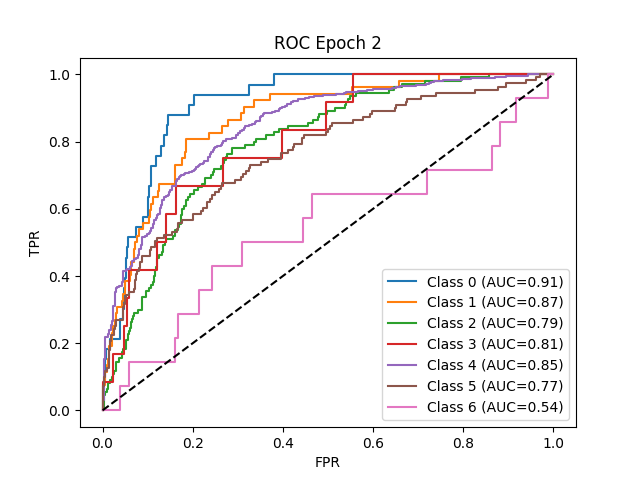 ROC Epoch 2
TPR
1.0
0.8
0.6
0.4
0.2
0.0
Class 0 (AUC=0.91)
Class 1 (AUC=0.87)
Class 2 (AUC=0.79)
Class 3 (AUC=0.81)
Class 4 (AUC=0.85)
Class 5 (AUC=0.77)
Class 6 (AUC=0.54)
0.0 0.2 0.4 0.6 0.8 1.0
FPR